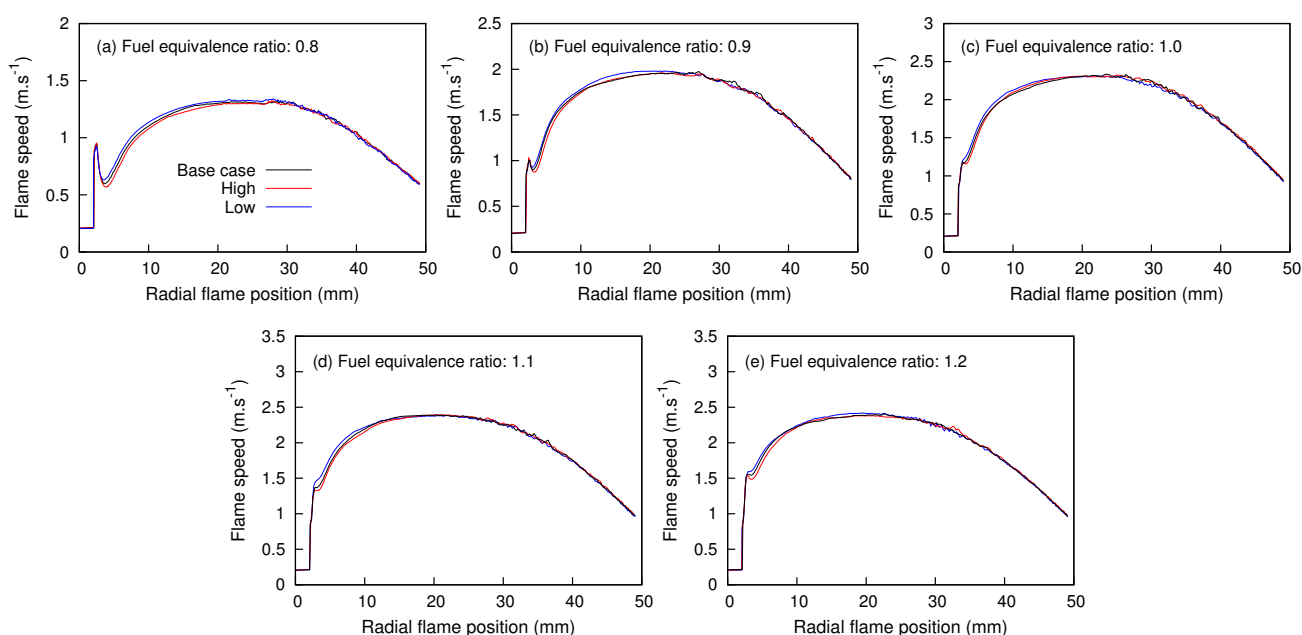 (a) Fuel equivalence ratio: 0.8
Flame speed (m.s⁻¹)
2
1.5
1
0.5
0
Base case
High
Low
0 10 20 30 40 50
Radial flame position (mm)
(b) Fuel equivalence ratio: 0.9
Flame speed (m.s⁻¹)
2.5
2
1.5
1
0.5
0
0 10 20 30 40 50
Radial flame position (mm)
(c) Fuel equivalence ratio: 1.0
Flame speed (m.s⁻¹)
3
2.5
2
1.5
1
0.5
0
0 10 20 30 40 50
Radial flame position (mm)
(d) Fuel equivalence ratio: 1.1
Flame speed (m.s⁻¹)
3.5
3
2.5
2
1.5
1
0.5
0
0 10 20 30 40 50
Radial flame position (mm)
(e) Fuel equivalence ratio: 1.2
Flame speed (m.s⁻¹)
3.5
3
2.5
2
1.5
1
0.5
0
0 10 20 30 40 50
Radial flame position (mm)